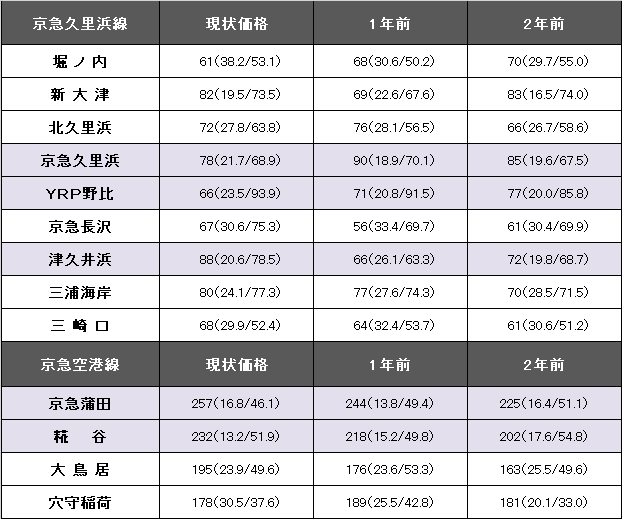 京急久里浜線 現状価格 1年前 2年前
堀ノ内 61(38.2/53.1) 68(30.6/50.2) 70(29.7/55.0)
新大津 82(19.5/73.5) 69(22.6/67.6) 83(16.5/74.0)
北久里浜 72(27.8/63.8) 76(28.1/56.5) 66(26.7/58.6)
京急久里浜 78(21.7/68.9) 90(18.9/70.1) 85(19.6/67.5)
YRP野比 66(23.5/93.9) 71(20.8/91.5) 77(20.0/85.8)
京急長沢 67(30.6/75.3) 56(33.4/69.7) 61(30.4/69.9)
津久井浜 88(20.6/78.5) 66(26.1/63.3) 72(19.8/68.7)
三浦海岸 80(24.1/77.3) 77(27.6/74.3) 70(28.5/71.5)
三崎口 68(29.9/52.4) 64(32.4/53.7) 61(30.6/51.2)
京急空港線 現状価格 1年前 2年前
京急蒲田 257(16.8/46.1) 244(13.8/49.4) 225(16.4/51.1)
糀谷 232(13.2/51.9) 218(15.2/49.8) 202(17.6/54.8)
大鳥居 195(23.9/49.6) 176(23.6/53.3) 163(25.5/49.6)
穴守稲荷 178(30.5/37.6) 189(25.5/42.8) 181(20.1/33.0)